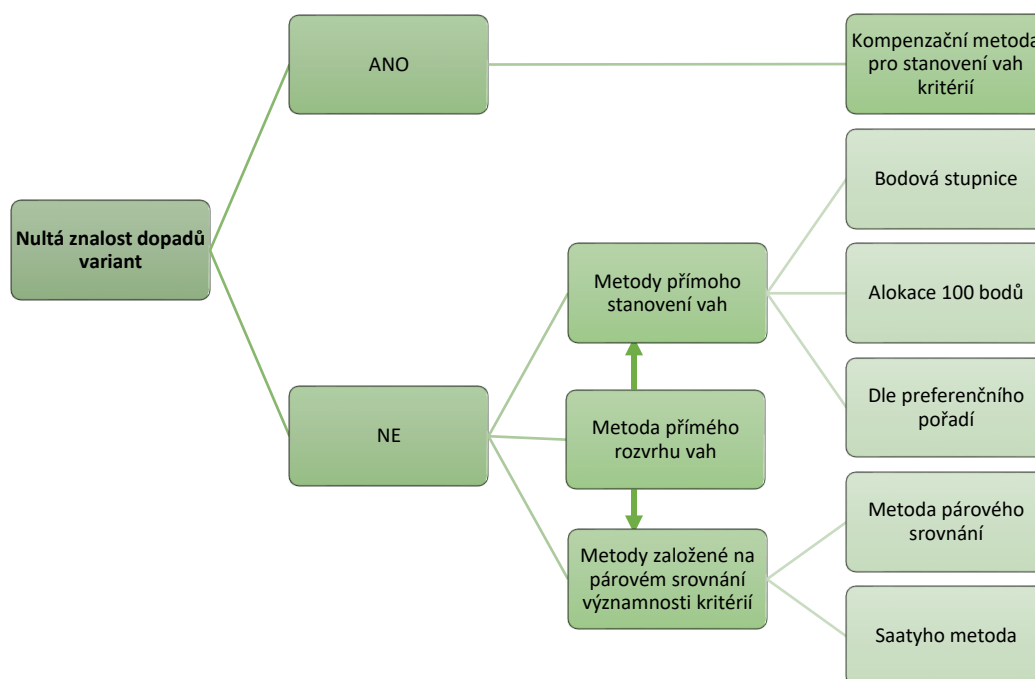 Nultá znalost dopadů
variant
ANO
NE
Kompenzační metoda
pro stanovení vah
kritérií
Metody přímoho
stanovení vah
Metoda přímého
rozvrhu vah
Metody založené na
párovém srovnání
významnosti kritérií
Bodová stupnice
Alokace 100 bodů
Dle preferenčního
pořadí
Metoda párového
srovnání
Saatyho metoda